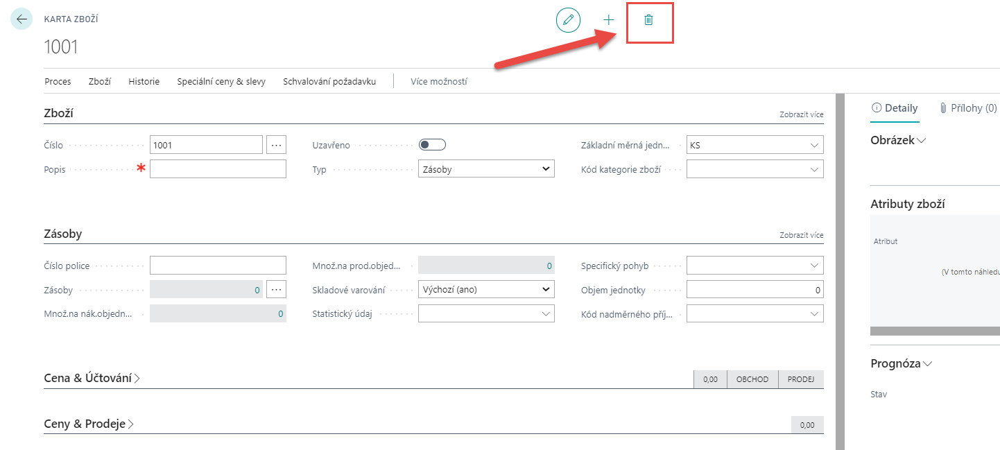 KARTA ZBOŽÍ
1001
Proces Zboží Historie Speciální ceny & slevy Schvalování požadavku Více možností
Zboží Zobrazit více
Číslo 1001 ... Uzavřeno Základní měrná jedn... KS
Popis * Typ Zásoby Kód kategorie zboží
Zásoby Zobrazit více
Číslo police Množ.na prod.objed... 0 Specifický pohyb
Zásoby 0 ... Skladové varování Výchozí (ano) Objem jednotky 0
Množ.na nák.objedn... 0 Statistický údaj Kód nadměrného příj...
Cena & Účtování 0,00 OBCHOD PRODEJ
Ceny & Prodeje 0,00
Detaily Přílohy (0)
Obrázek
Atributy zboží
Atribut
(V tomto náhledu
Prognóza
Stav